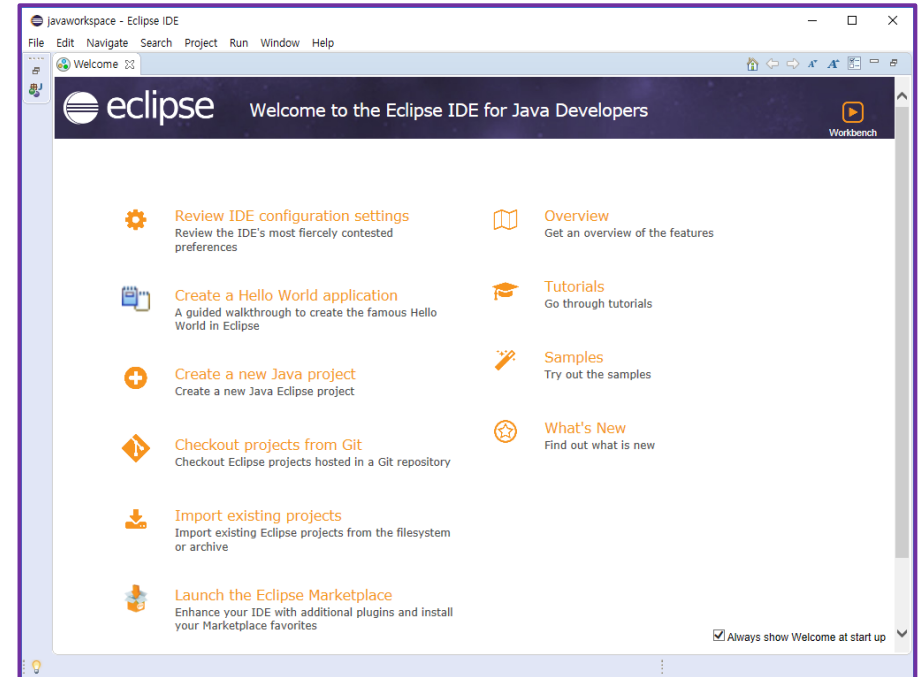 javaworkspace - Eclipse IDE
File Edit Navigate Search Project Run Window Help
Welcome
eclipse
Welcome to the Eclipse IDE for Java Developers
Workbench
Review IDE configuration settings
Review the IDE's most fiercely contested
preferences
Create a Hello World application
A guided walkthrough to create the famous Hello
World in Eclipse
Create a new Java project
Create a new Java Eclipse project
Checkout projects from Git
Checkout Eclipse projects hosted in a Git repository
Import existing projects
Import existing Eclipse projects from the filesystem
or archive
Launch the Eclipse Marketplace
Enhance your IDE with additional plugins and install
your Marketplace favorites
Overview
Get an overview of the features
Tutorials
Go through tutorials
Samples
Try out the samples
What's New
Find out what is new
Always show Welcome at start up